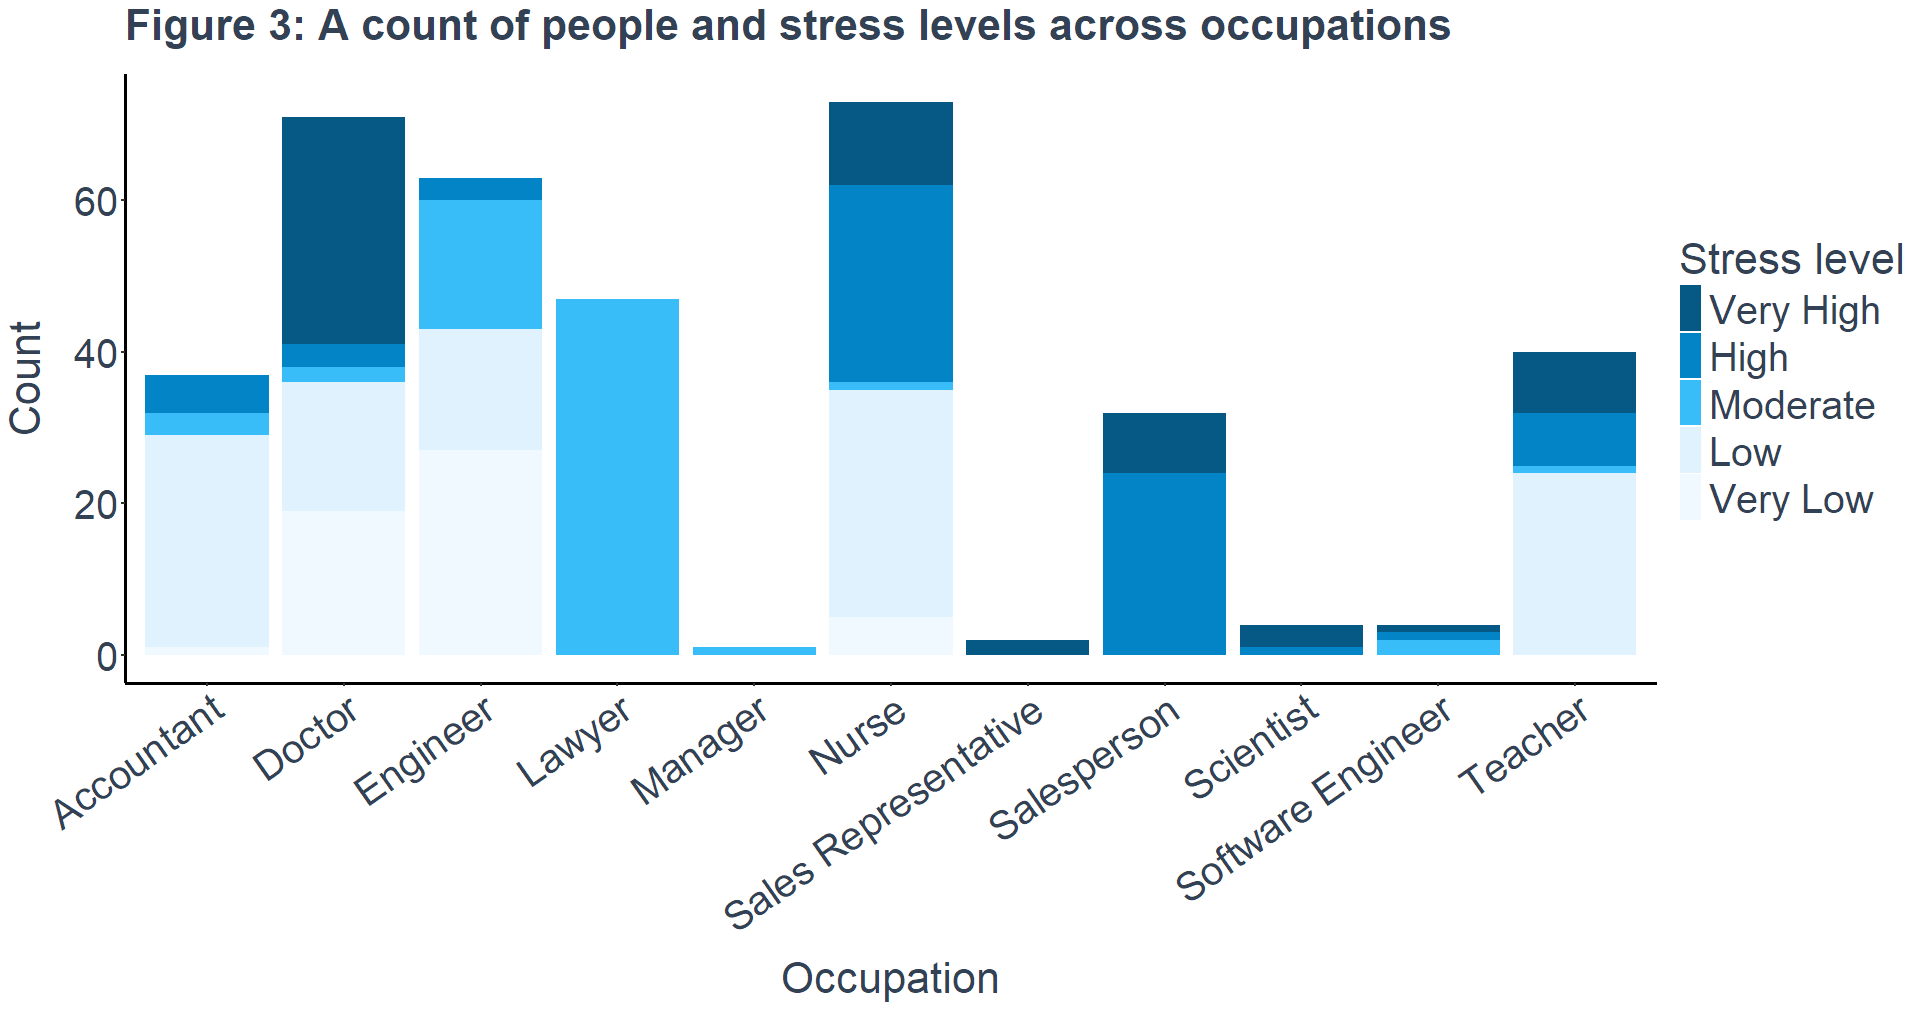 Figure 3: A count of people and stress levels across occupations
Count
60
40
20
0
Accountant
Doctor
Engineer
Lawyer
Manager
Nurse
Sales Representative
Salesperson
Scientist
Software Engineer
Teacher
Occupation
Stress level
Very High
High
Moderate
Low
Very Low